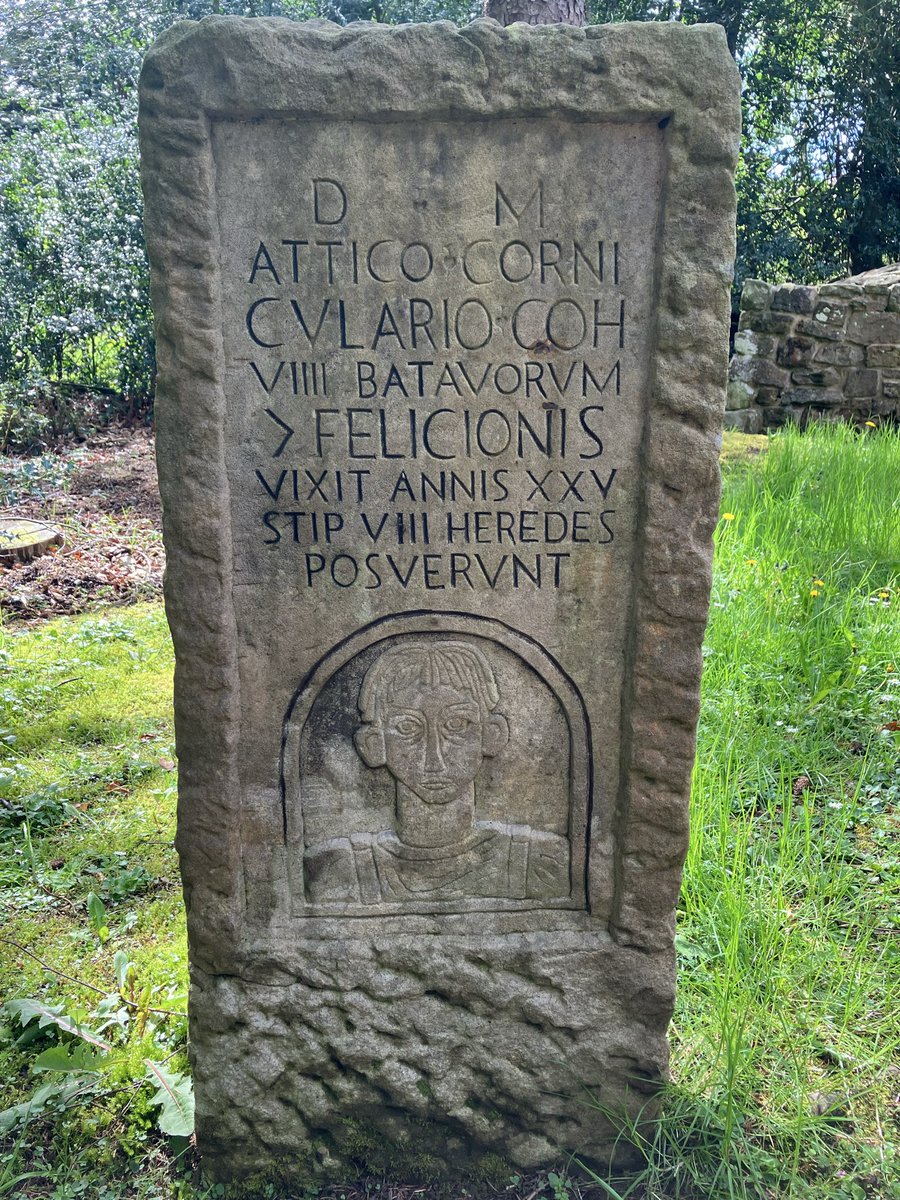 D · M
ATTICO · CORNI
CVLARIO · COH
VIIII BATAVORVM
> FELICIONIS
VIXIT ANNIS XXV
STIP VIII HEREDES
POSVERVNT